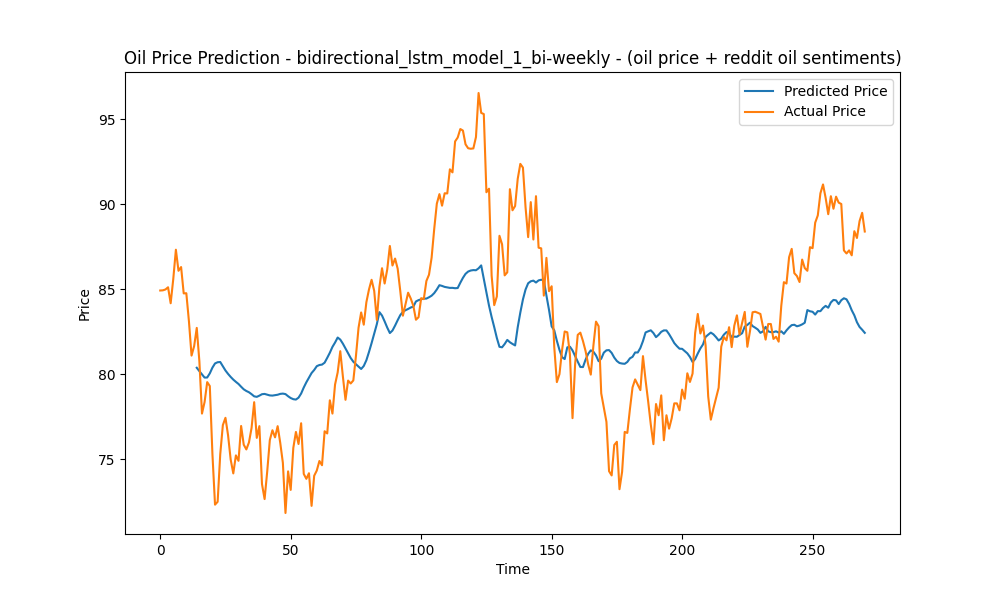 Oil Price Prediction - bidirectional_lstm_model_1_bi-weekly - (oil price + reddit oil sentiments)
Predicted Price
Actual Price
95
90
85
80
75
Price
0 50 100 150 200 250
Time